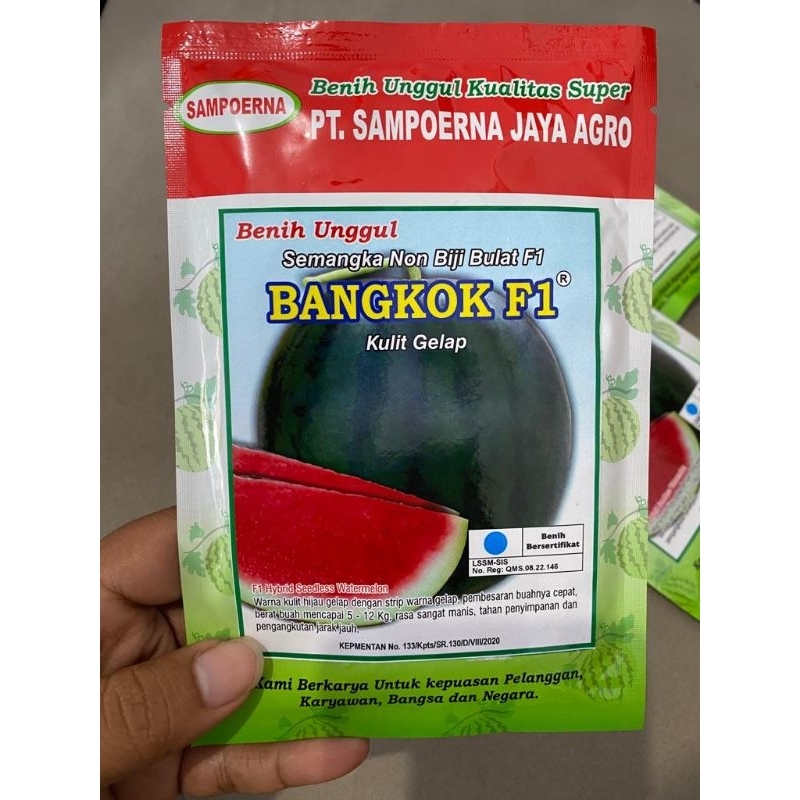 SAMPOERNA
Benih Unggul Kualitas Super
PT. SAMPOERNA JAYA AGRO
Benih Unggul
Semangka Non Biji Bulat F1
BANGKOK F1®
Kulit Gelap
Benih
Bersertifikat
LSSM-SIS
No. Reg: QMS.08.22.146
F1 Hybrid Seedless Watermelon
Warna kulit hijau gelap dengan strip warna gelap, pembesaran buahnya cepat,
berat buah mencapai 5 - 12 Kg, rasa sangat manis, tahan penyimpanan dan
pengangkutan jarak jauh.
KEPMENTAN No. 133/Kpts/SR.130/D/VIII/2020
Kami Berkarya Untuk kepuasan Pelanggan,
Karyawan, Bangsa dan Negara.